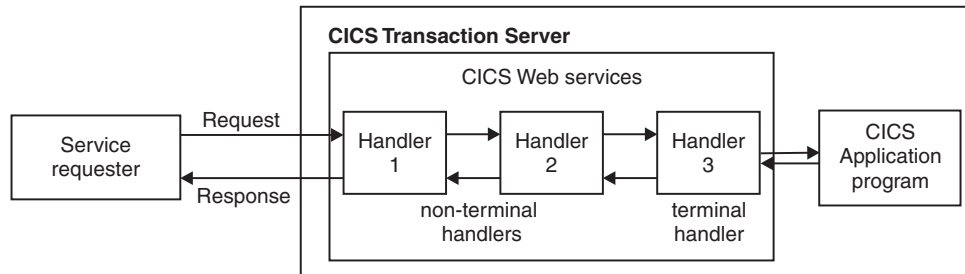 CICS Transaction Server
CICS Web services
Request
Service
requester
Response
Handler
1
Handler
2
Handler
3
non-terminal
handlers
terminal
handler
CICS
Application
program